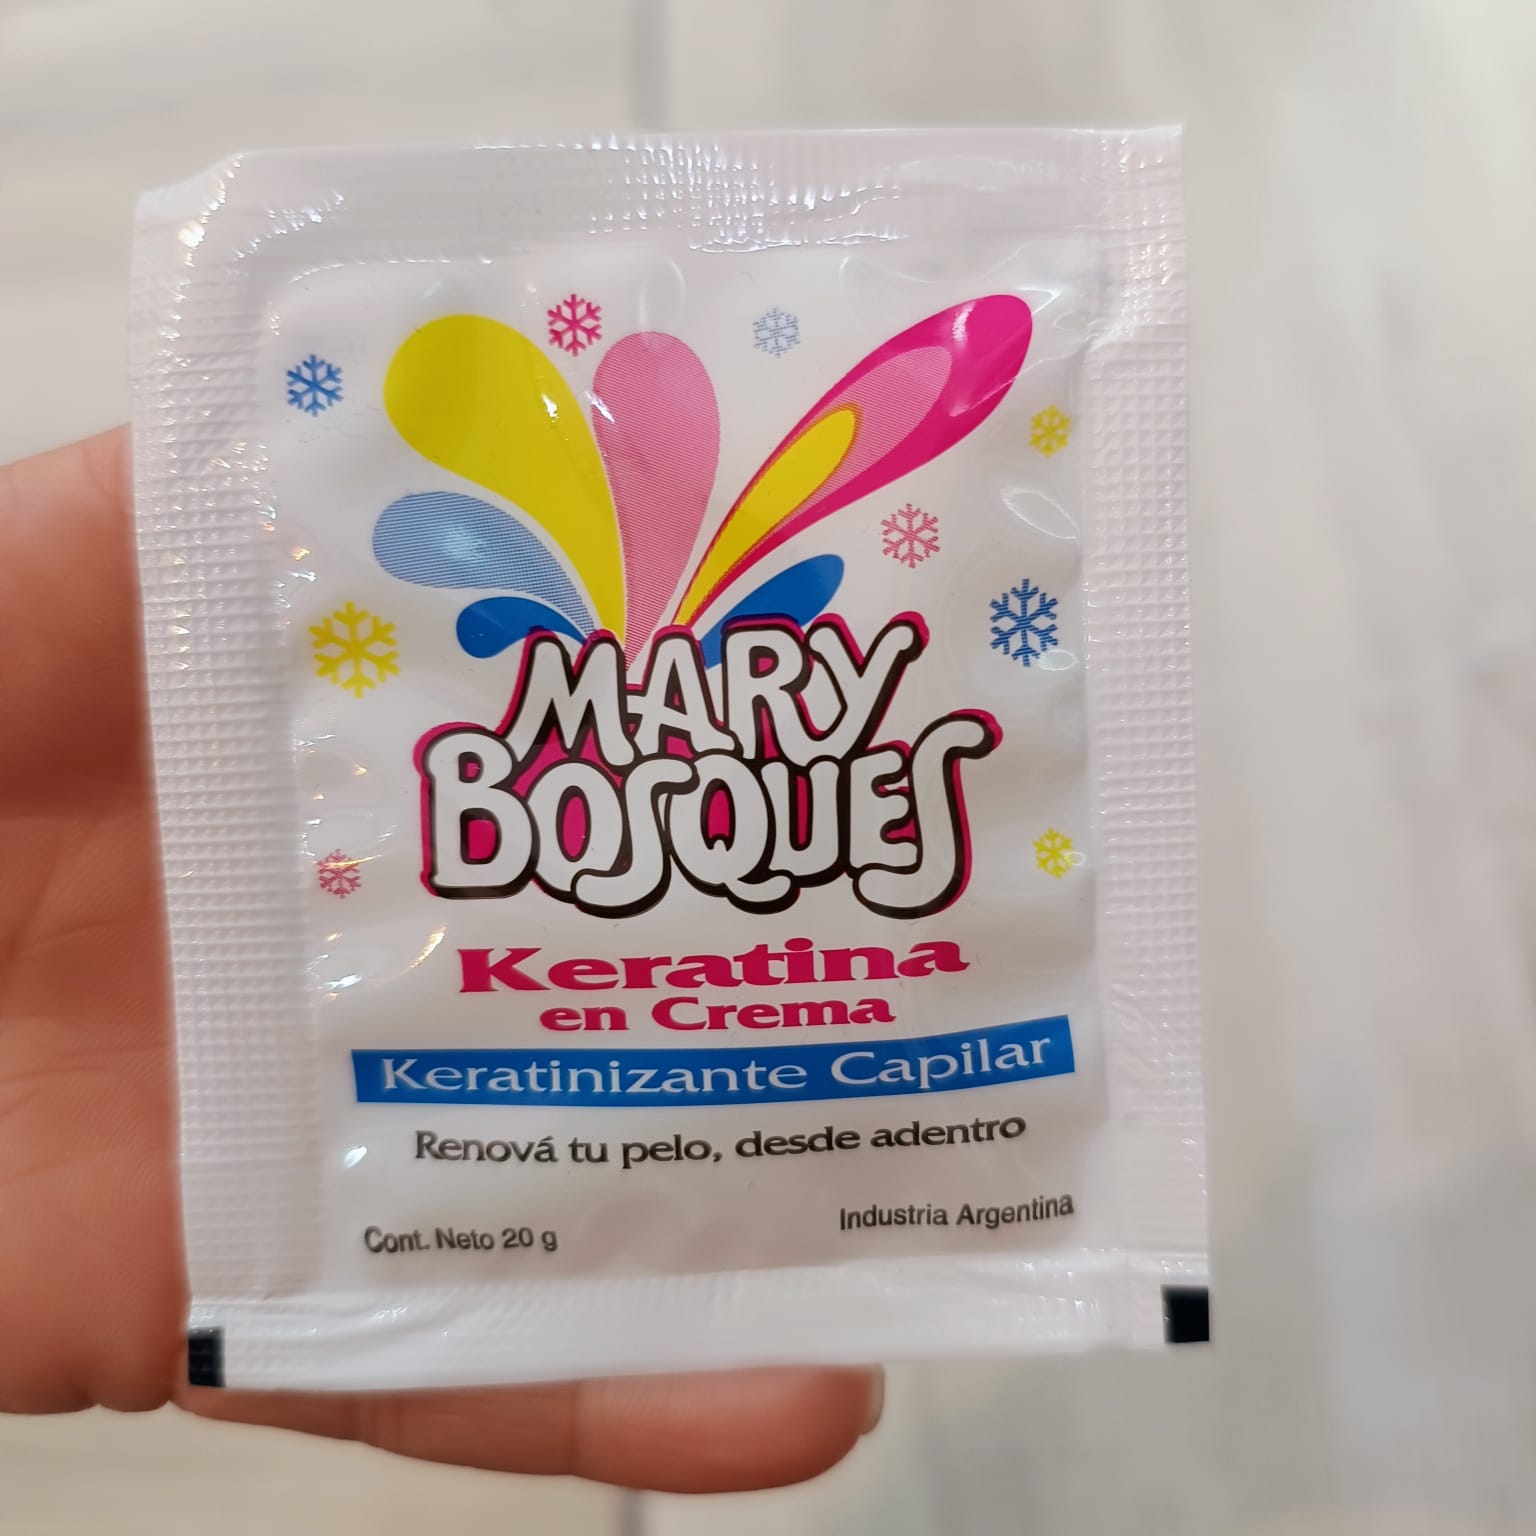 MARY
BOSQUES
Keratina
en Crema
Keratinizante Capilar
Renová tu pelo, desde adentro
Cont. Neto 20 g
Industria Argentina